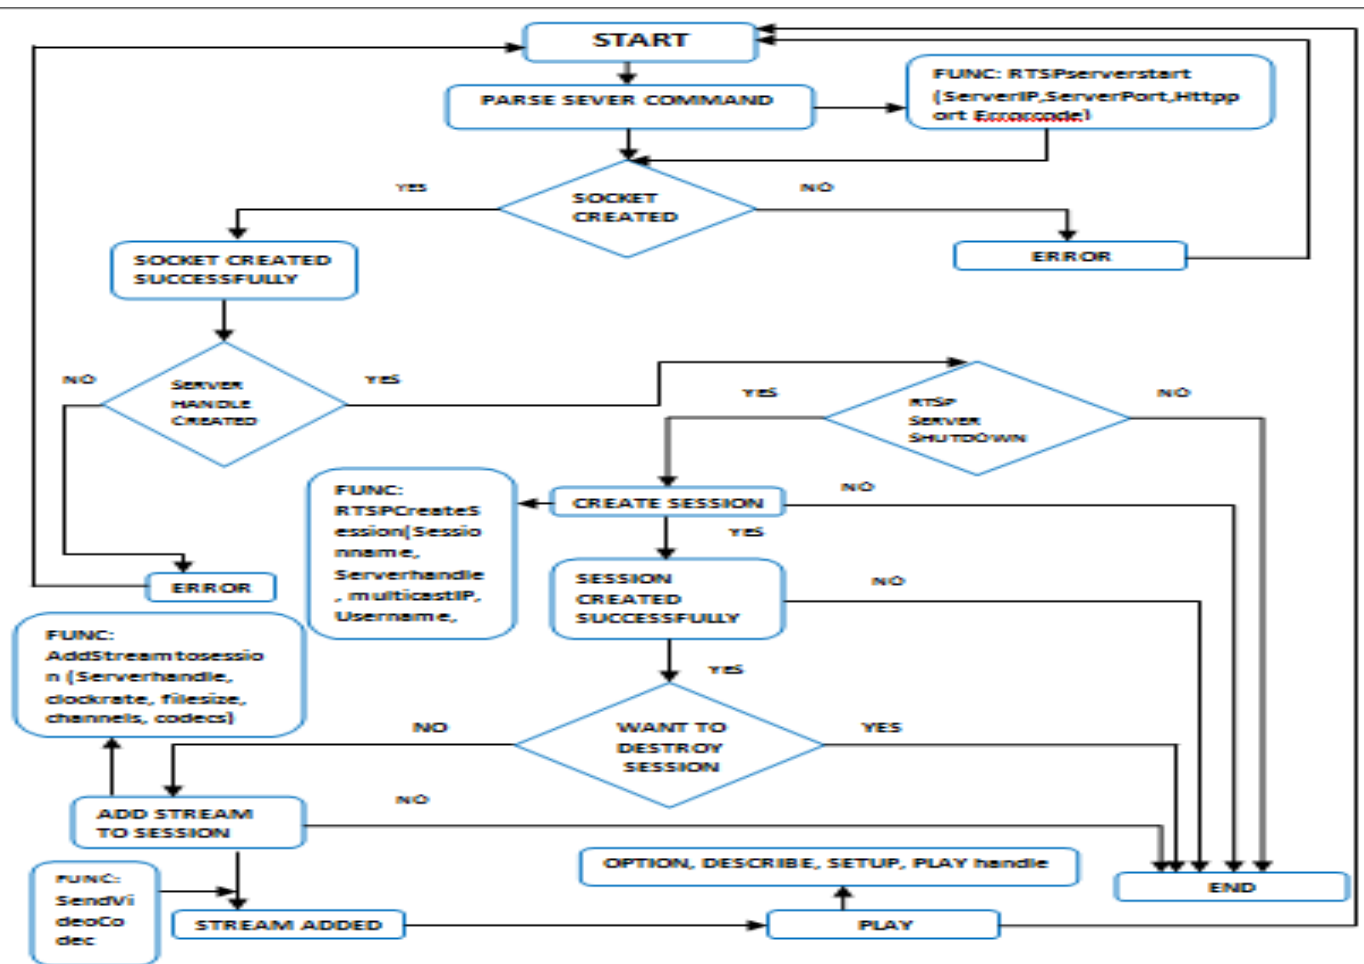 START
PARSE SEVER COMMAND
FUNC: RTSPserverstart
(ServerIP,ServerPort,Httpp
ort Errorcode)
YES
SOCKET
CREATED
NO
SOCKET CREATED
SUCCESSFULLY
ERROR
NO
SERVER
HANDLE
CREATED
YES
YES
RTSP
SERVER
SHUTDOWN
NO
FUNC:
RTSPCreateS
ession(Sessio
nname,
Serverhandle
, multicastIP,
Username,
CREATE SESSION
NO
YES
ERROR
SESSION
CREATED
SUCCESSFULLY
NO
FUNC:
AddStreamtosessio
n (Serverhandle,
clockrate, filesize,
channels, codecs)
YES
NO
WANT TO
DESTROY
SESSION
YES
ADD STREAM
TO SESSION
NO
FUNC:
SendVi
deoCo
dec
OPTION, DESCRIBE, SETUP, PLAY handle
END
STREAM ADDED
PLAY